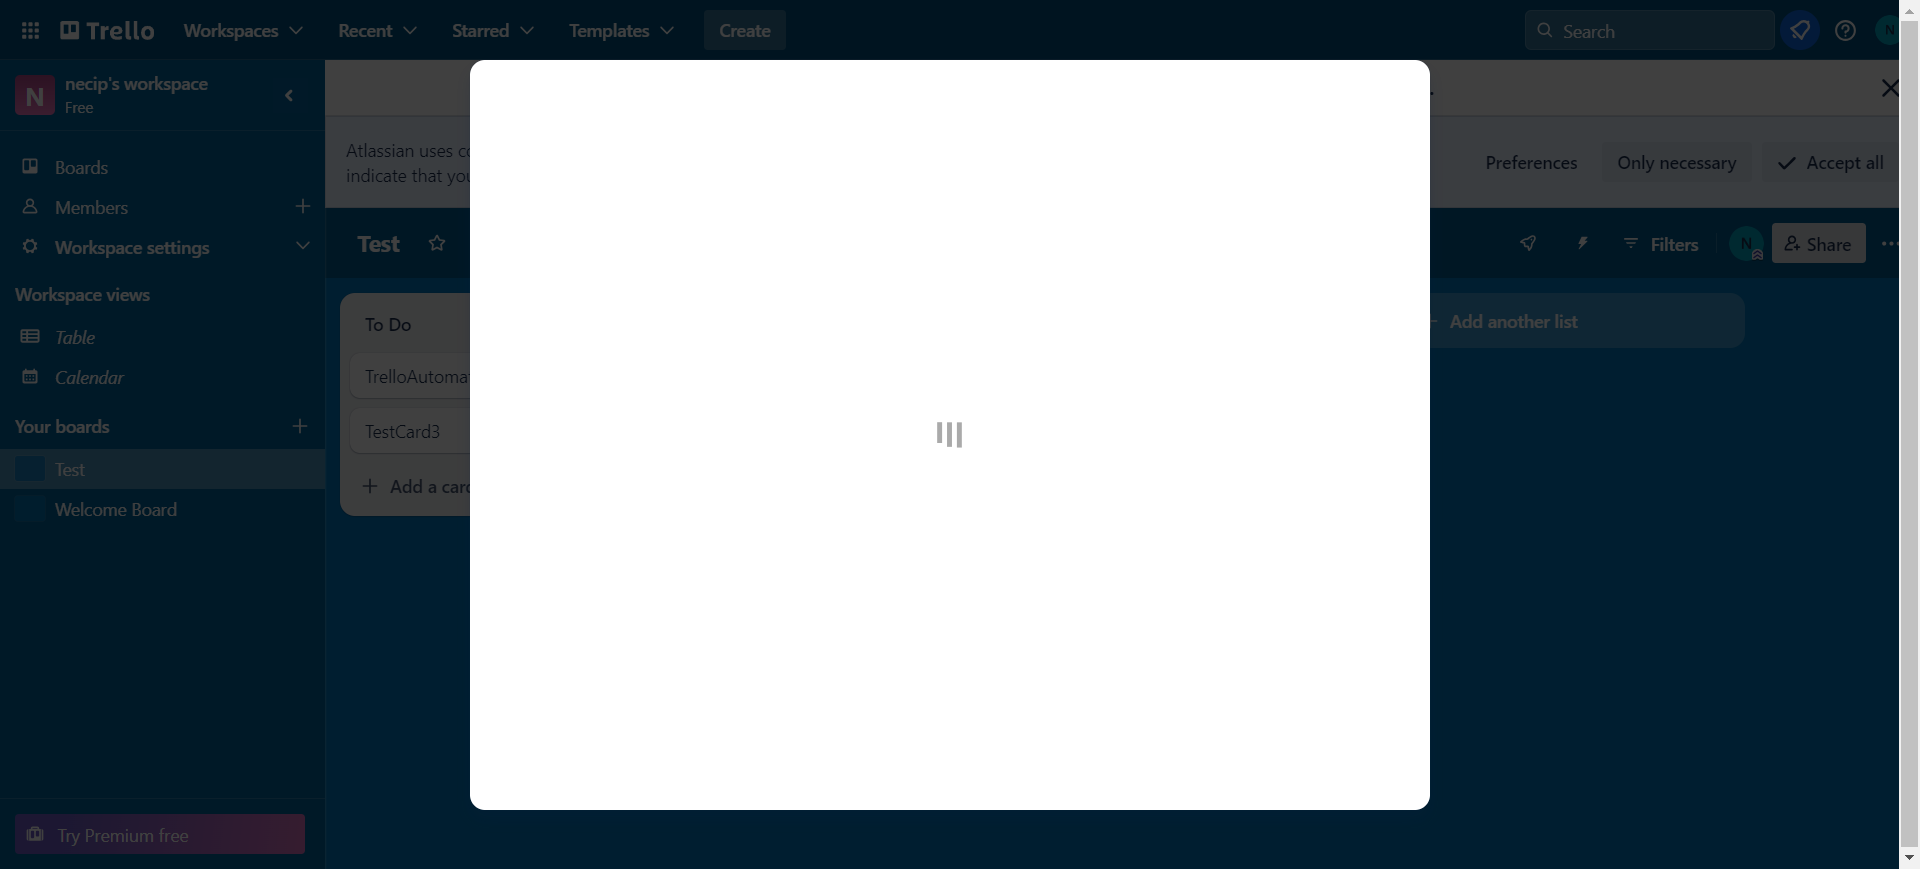 Trello
Workspaces
Recent
Starred
Templates
Create
Search
N
N
necip's workspace
Free
Atlassian uses
indicate that you
Preferences
Only necessary
Accept all
Boards
Members
Workspace settings
Test
Filters
N
Share
Workspace views
Table
Calendar
To Do
TrelloAutoma
TestCard3
Add a card
Add another list
Your boards
Test
Welcome Board
Try Premium free